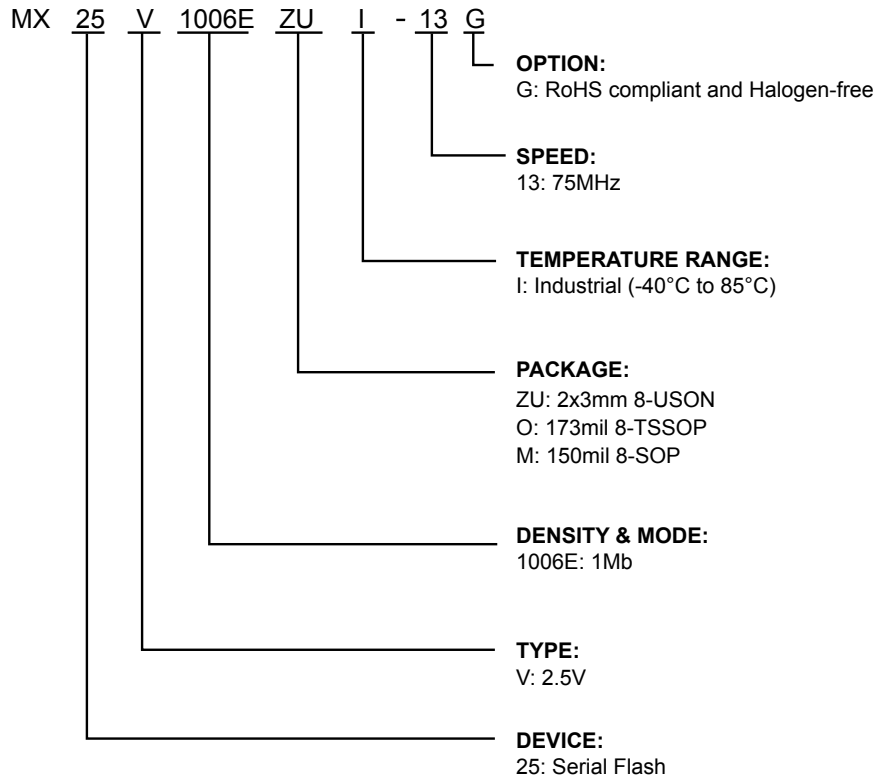 MX 25 V 1006E ZU I - 13 G
OPTION:
G: RoHS compliant and Halogen-free
SPEED:
13: 75MHz
TEMPERATURE RANGE:
I: Industrial (-40°C to 85°C)
PACKAGE:
ZU: 2x3mm 8-USON
O: 173mil 8-TSSOP
M: 150mil 8-SOP
DENSITY & MODE:
1006E: 1Mb
TYPE:
V: 2.5V
DEVICE:
25: Serial Flash